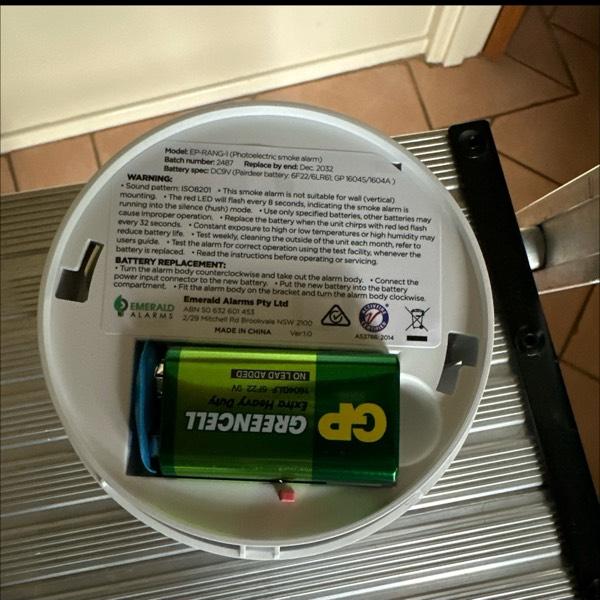 Model: EP-RANG-1 (Photoelectric smoke alarm)
Batch number: 2487 Replace by end: Dec. 2032
Battery spec: DC9V (Pairdeer battery: 6F22/6LR61, GP 1604S/1604A )
WARNING:
• Sound pattern: ISO8201 • This smoke alarm is not suitable for wall (vertical)
mounting. • The red LED will flash every 8 seconds, indicating the smoke alarm is
running into the silence (hush) mode. • Use only specified batteries, other batteries may
cause improper operation. • Replace the battery when the unit chirps with red led flash
every 32 seconds. • Constant exposure to high or low temperatures or high humidity may
reduce battery life. • Test weekly, cleaning the outside of the unit each month, refer to
users guide. • Test the alarm for correct operation using the test facility, whenever the
battery is replaced. • Read the instructions before operating or servicing.
BATTERY REPLACEMENT:
• Turn the alarm body counterclockwise and take out the alarm body. • Connect the
power input connector to the new battery. • Put the new battery into the battery
compartment. • Fit the alarm body on the bracket and turn the alarm body clockwise.
EMERALD
ALARMS
Emerald Alarms Pty Ltd
ABN 50 632 601 453
2/29 Mitchell Rd Brookvale NSW 2100
MADE IN CHINA Ver:1.0
AS3786:2014
GP
GREENCELL
Extra Heavy Duty
1604GLF 6F22 9V
NO LEAD ADDED